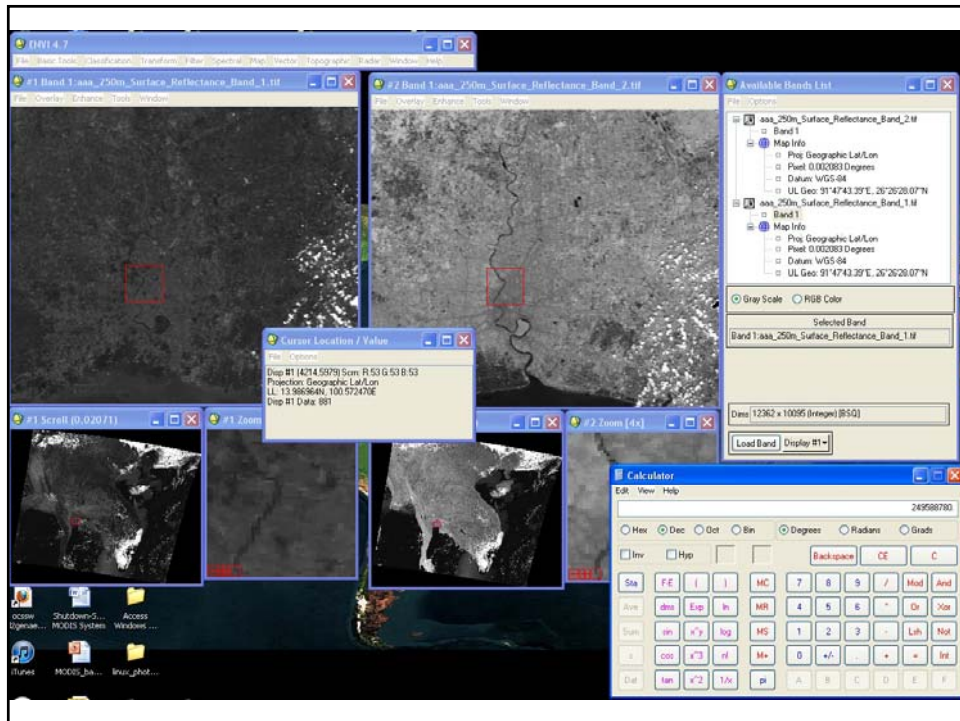 ENVI 4.7
File Basic Tools Classification Transform Filter Spectral Map Vector Topographic Radar Window Help
#1 Band 1:aaa_250m_Surface_Reflectance_Band_1.tif
File Overlay Enhance Tools Window
#2 Band 1:aaa_250m_Surface_Reflectance_Band_2.tif
File Overlay Enhance Tools Window
Available Bands List
File Options
aaa_250m_Surface_Reflectance_Band_2.tif
Band 1
Map Info
Proj: Geographic Lat/Lon
Pixel: 0.002083 Degrees
Datum: WGS-84
UL Geo: 91°47'43.39"E, 26°26'28.07"N
aaa_250m_Surface_Reflectance_Band_1.tif
Band 1
Map Info
Proj: Geographic Lat/Lon
Pixel: 0.002083 Degrees
Datum: WGS-84
UL Geo: 91°47'43.39"E, 26°26'28.07"N
Gray Scale RGB Color
Selected Band
Band 1:aaa_250m_Surface_Reflectance_Band_1.tif
Dims 12362 x 10095 (Integer) [BSQ]
Load Band Display #1
Cursor Location / Value
File Options
Disp #1 (4214,5979) Scrn: R:53 G:53 B:53
Projection: Geographic Lat/Lon
LL: 13.986964N, 100.572470E
Disp #1 Data: 881
#1 Scroll (0.02071)
#1 Zoom
#2 Zoom [4x]
Calculator
Edit View Help
249588780.
Hex Dec Oct Bin Degrees Radians Grads
Inv Hyp Backspace CE C
Sta F-E ( ) MC 7 8 9 / Mod And
Ave dms Exp ln MR 4 5 6 * Or Xor
Sum sin x^y log MS 1 2 3 - Lsh Not
s cos x^3 n! M+ 0 +/- . + = Int
Dat tan x^2 1/x pi A B C D E F
ocssw
Shutdown-S...
MODIS System
Access
Windows ...
iTunes
MODIS_ba...
linux_phot...